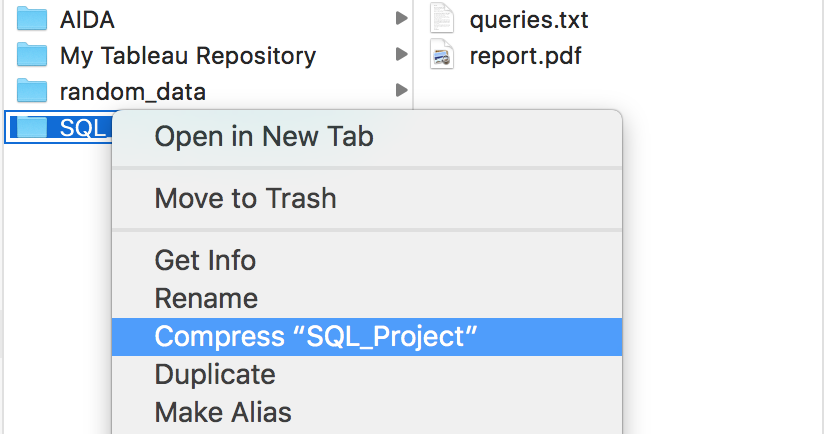 AIDA
My Tableau Repository
random_data
SQL_
queries.txt
report.pdf
Open in New Tab
Move to Trash
Get Info
Rename
Compress “SQL_Project”
Duplicate
Make Alias